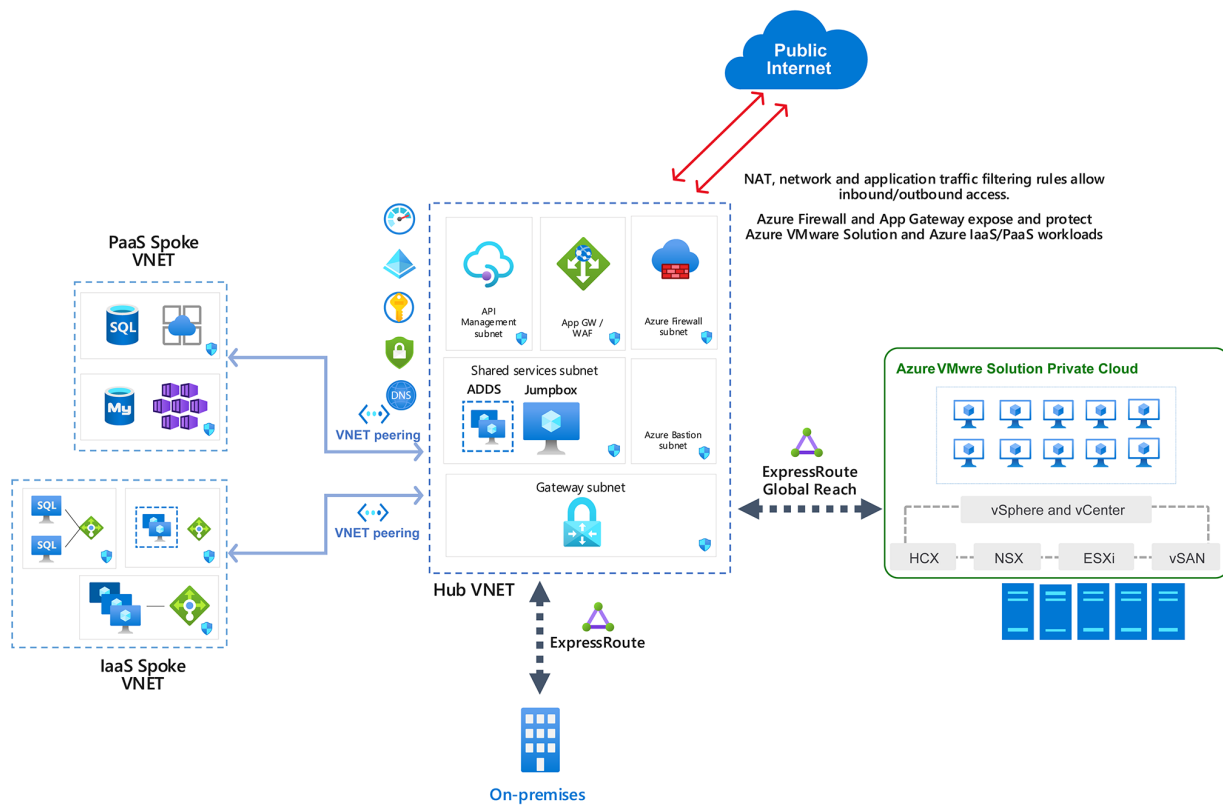 Public
Internet
NAT, network and application traffic filtering rules allow
inbound/outbound access.
Azure Firewall and App Gateway expose and protect
Azure VMware Solution and Azure IaaS/PaaS workloads
PaaS Spoke
VNET
SQL
My
VNET peering
DNS
API
Management
subnet
App GW /
WAF
Azure Firewall
subnet
Shared services subnet
ADDS
Jumpbox
Azure Bastion
subnet
Gateway subnet
Hub VNET
SQL
SQL
VNET peering
IaaS Spoke
VNET
ExpressRoute
Global Reach
Azure VMwre Solution Private Cloud
vSphere and vCenter
HCX
NSX
ESXi
vSAN
ExpressRoute
On-premises